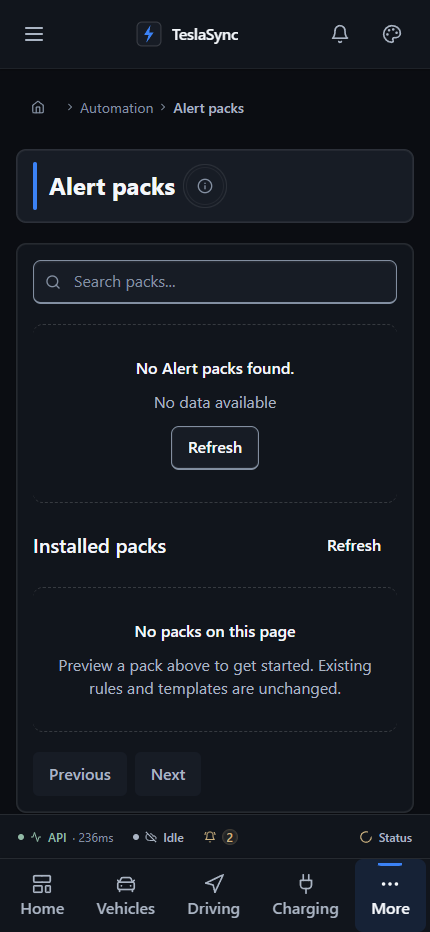 TeslaSync
Automation
Alert packs
Alert packs
Search packs...
No Alert packs found.
No data available
Refresh
Installed packs
Refresh
No packs on this page
Preview a pack above to get started. Existing
rules and templates are unchanged.
Previous
Next
API · 236ms
Idle
2
Status
Home
Vehicles
Driving
Charging
More